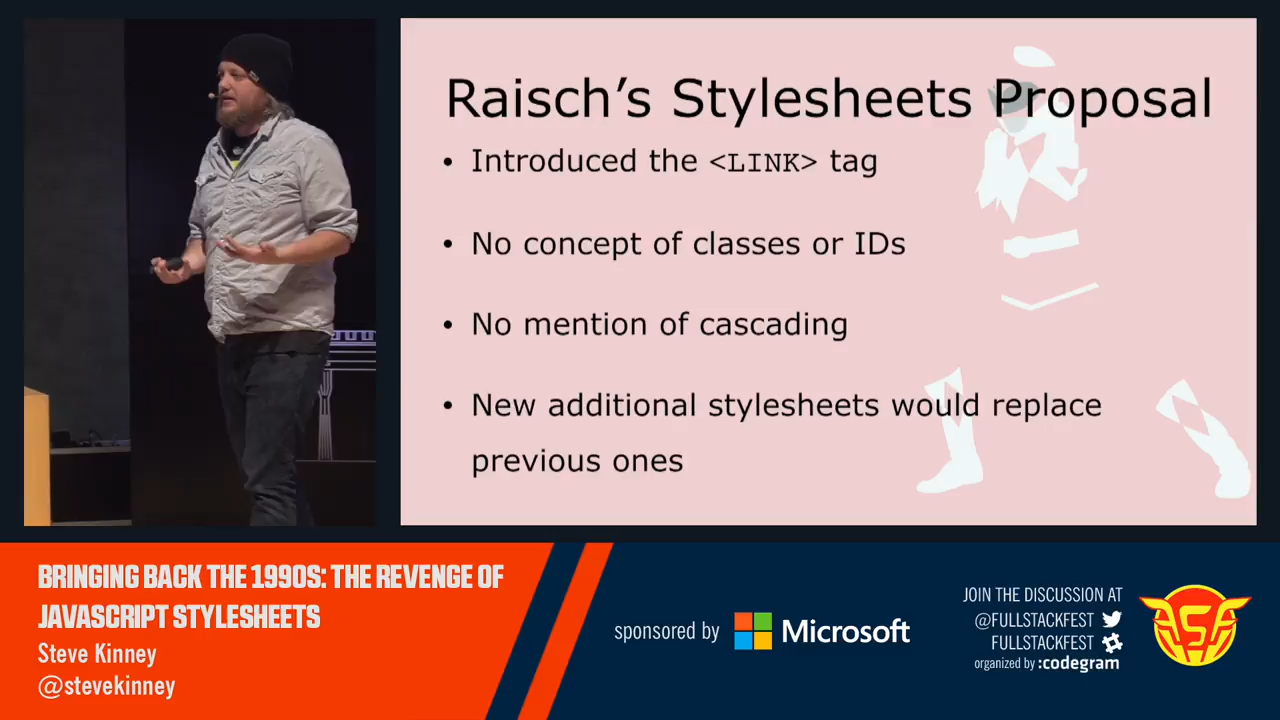 Raisch’s Stylesheets Proposal
• Introduced the <LINK> tag
• No concept of classes or IDs
• No mention of cascading
• New additional stylesheets would replace
previous ones
BRINGING BACK THE 1990S: THE REVENGE OF
JAVASCRIPT STYLESHEETS
Steve Kinney
@stevekinney
sponsored by Microsoft
JOIN THE DISCUSSION AT
@FULLSTACKFEST
FULLSTACKFEST
organized by :codegram
FSF